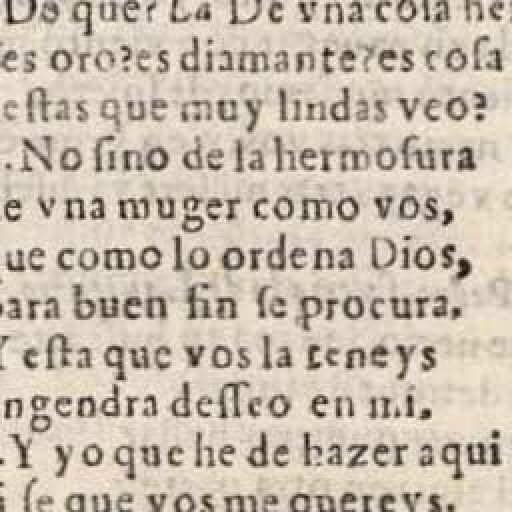 Do que? La De vna cosa he
es oro?es diamante?es cosa
estas que muy lindas veo?
.No sino de la hermosura
e vna muger como vos,
ue como lo ordena Dios,
para buen fin se procura.
Y esta que vos la teneys
ngendra desseo en mi.
.Y yo que he de hazer aqui
i se que vos me quereys.